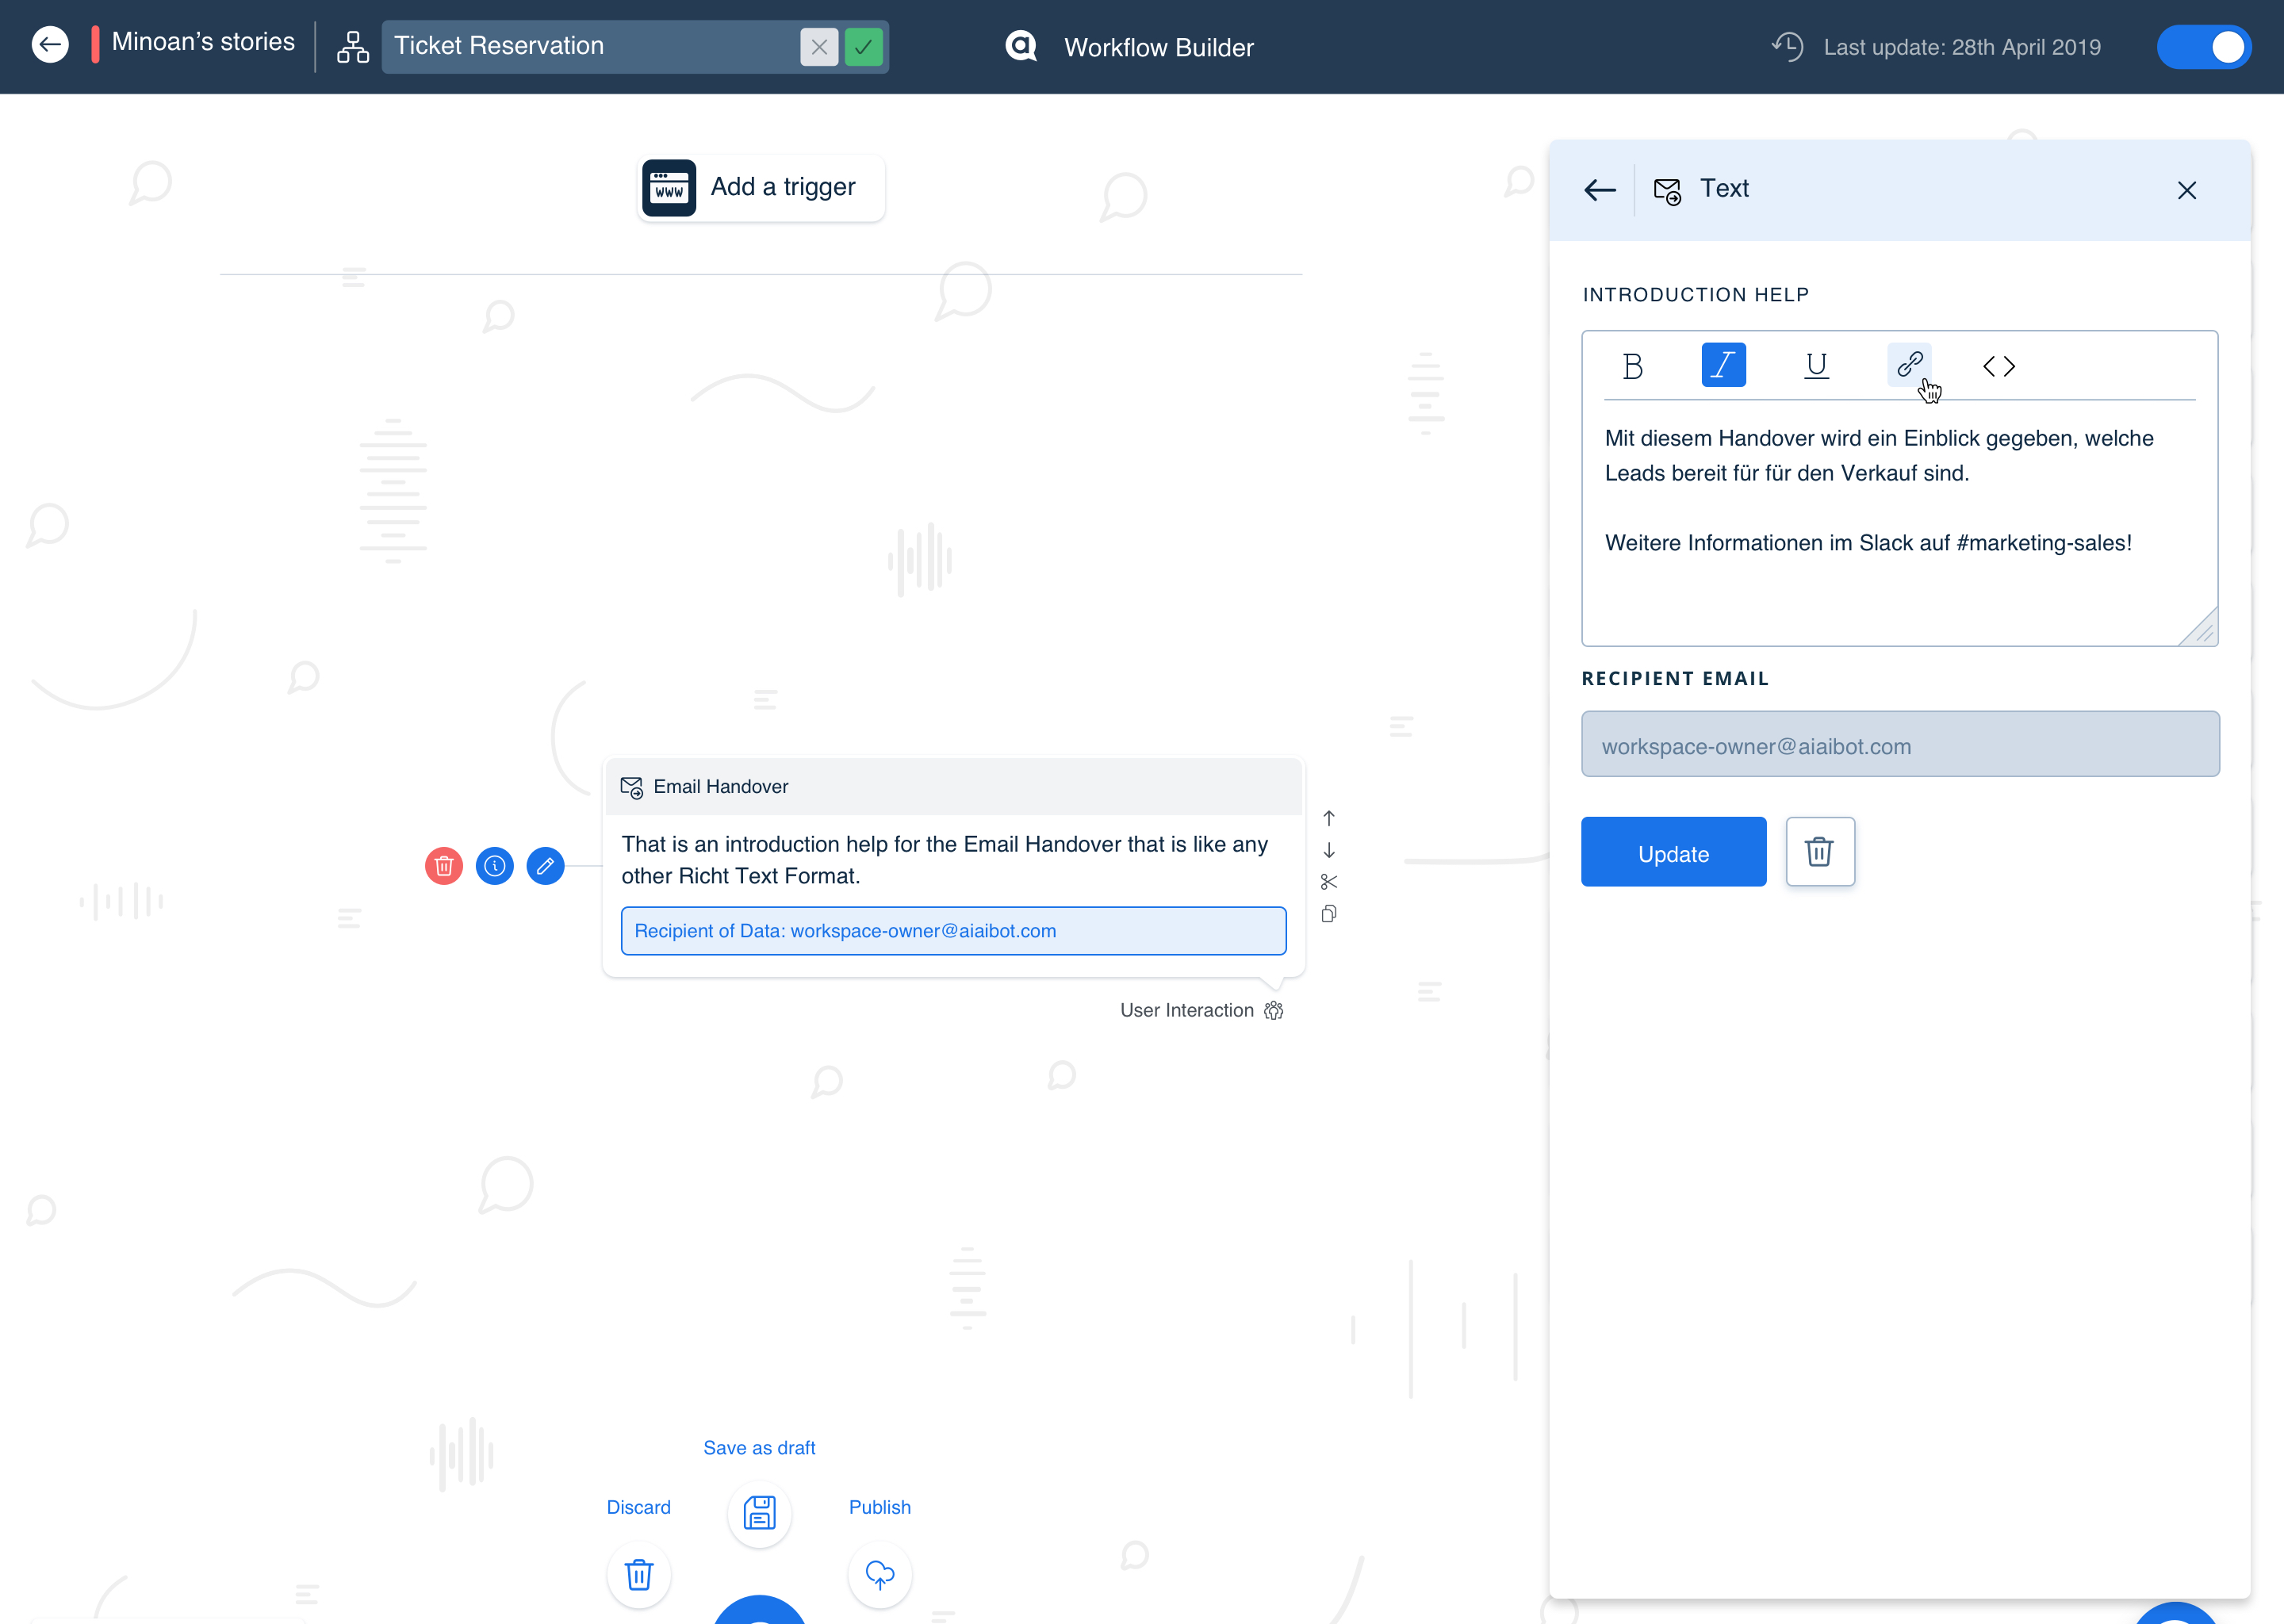 Minoan’s stories
Ticket Reservation
Workflow Builder
Last update: 28th April 2019
www
Add a trigger
Text
INTRODUCTION HELP
B I U
Mit diesem Handover wird ein Einblick gegeben, welche
Leads bereit für für den Verkauf sind.
Weitere Informationen im Slack auf #marketing-sales!
RECIPIENT EMAIL
workspace-owner@aiaibot.com
Update
Email Handover
That is an introduction help for the Email Handover that is like any
other Richt Text Format.
Recipient of Data: workspace-owner@aiaibot.com
User Interaction
Save as draft
Discard
Publish